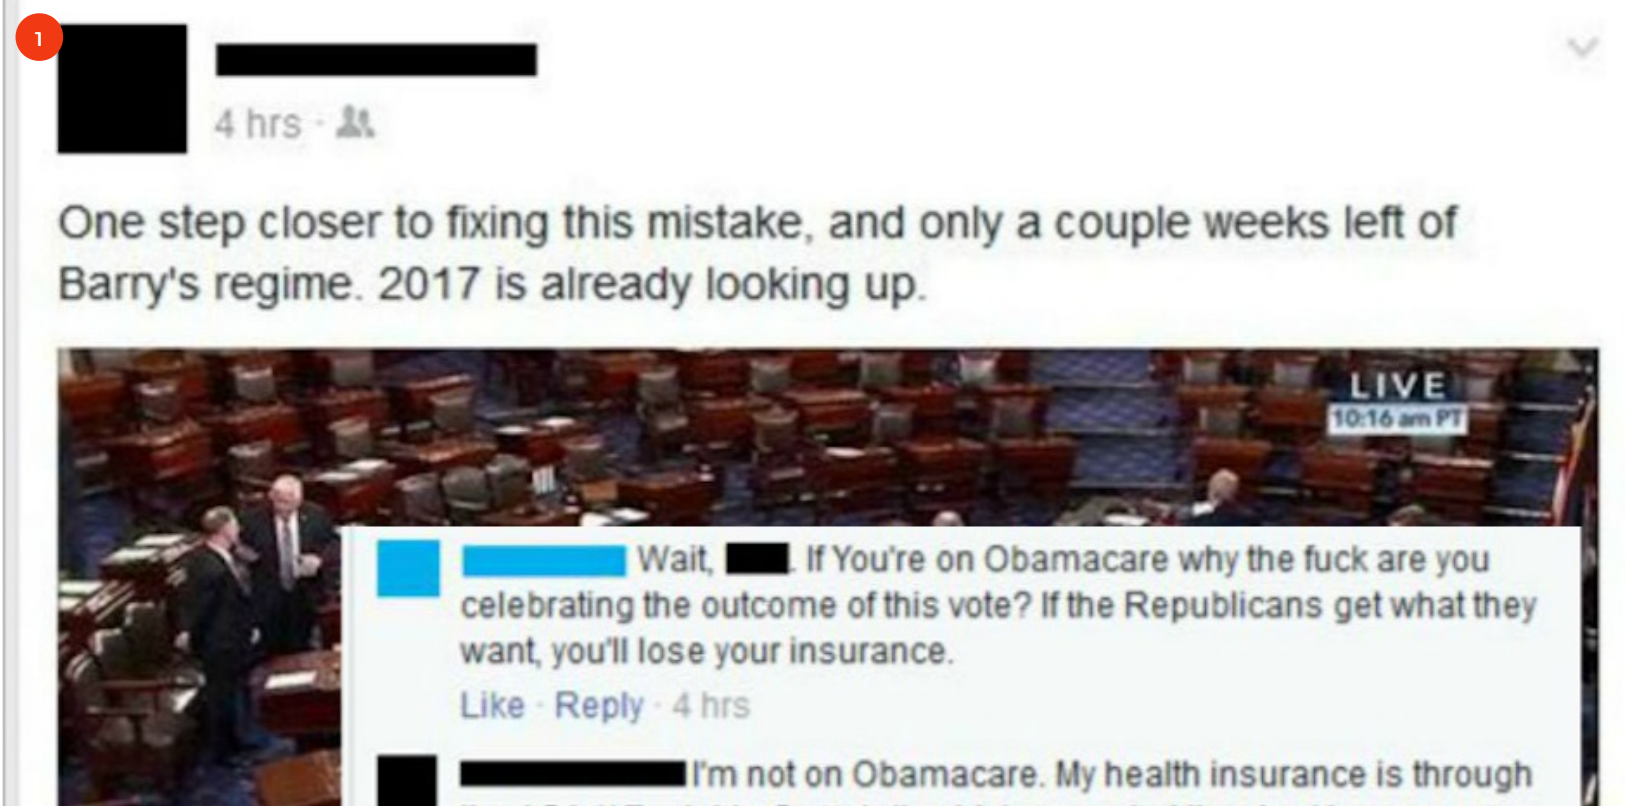 1
4 hrs ·
One step closer to fixing this mistake, and only a couple weeks left of
Barry's regime. 2017 is already looking up.
LIVE
10:16 am PT
Wait, . If You're on Obamacare why the fuck are you
celebrating the outcome of this vote? If the Republicans get what they
want, you'll lose your insurance.
Like · Reply · 4 hrs
I'm not on Obamacare. My health insurance is through